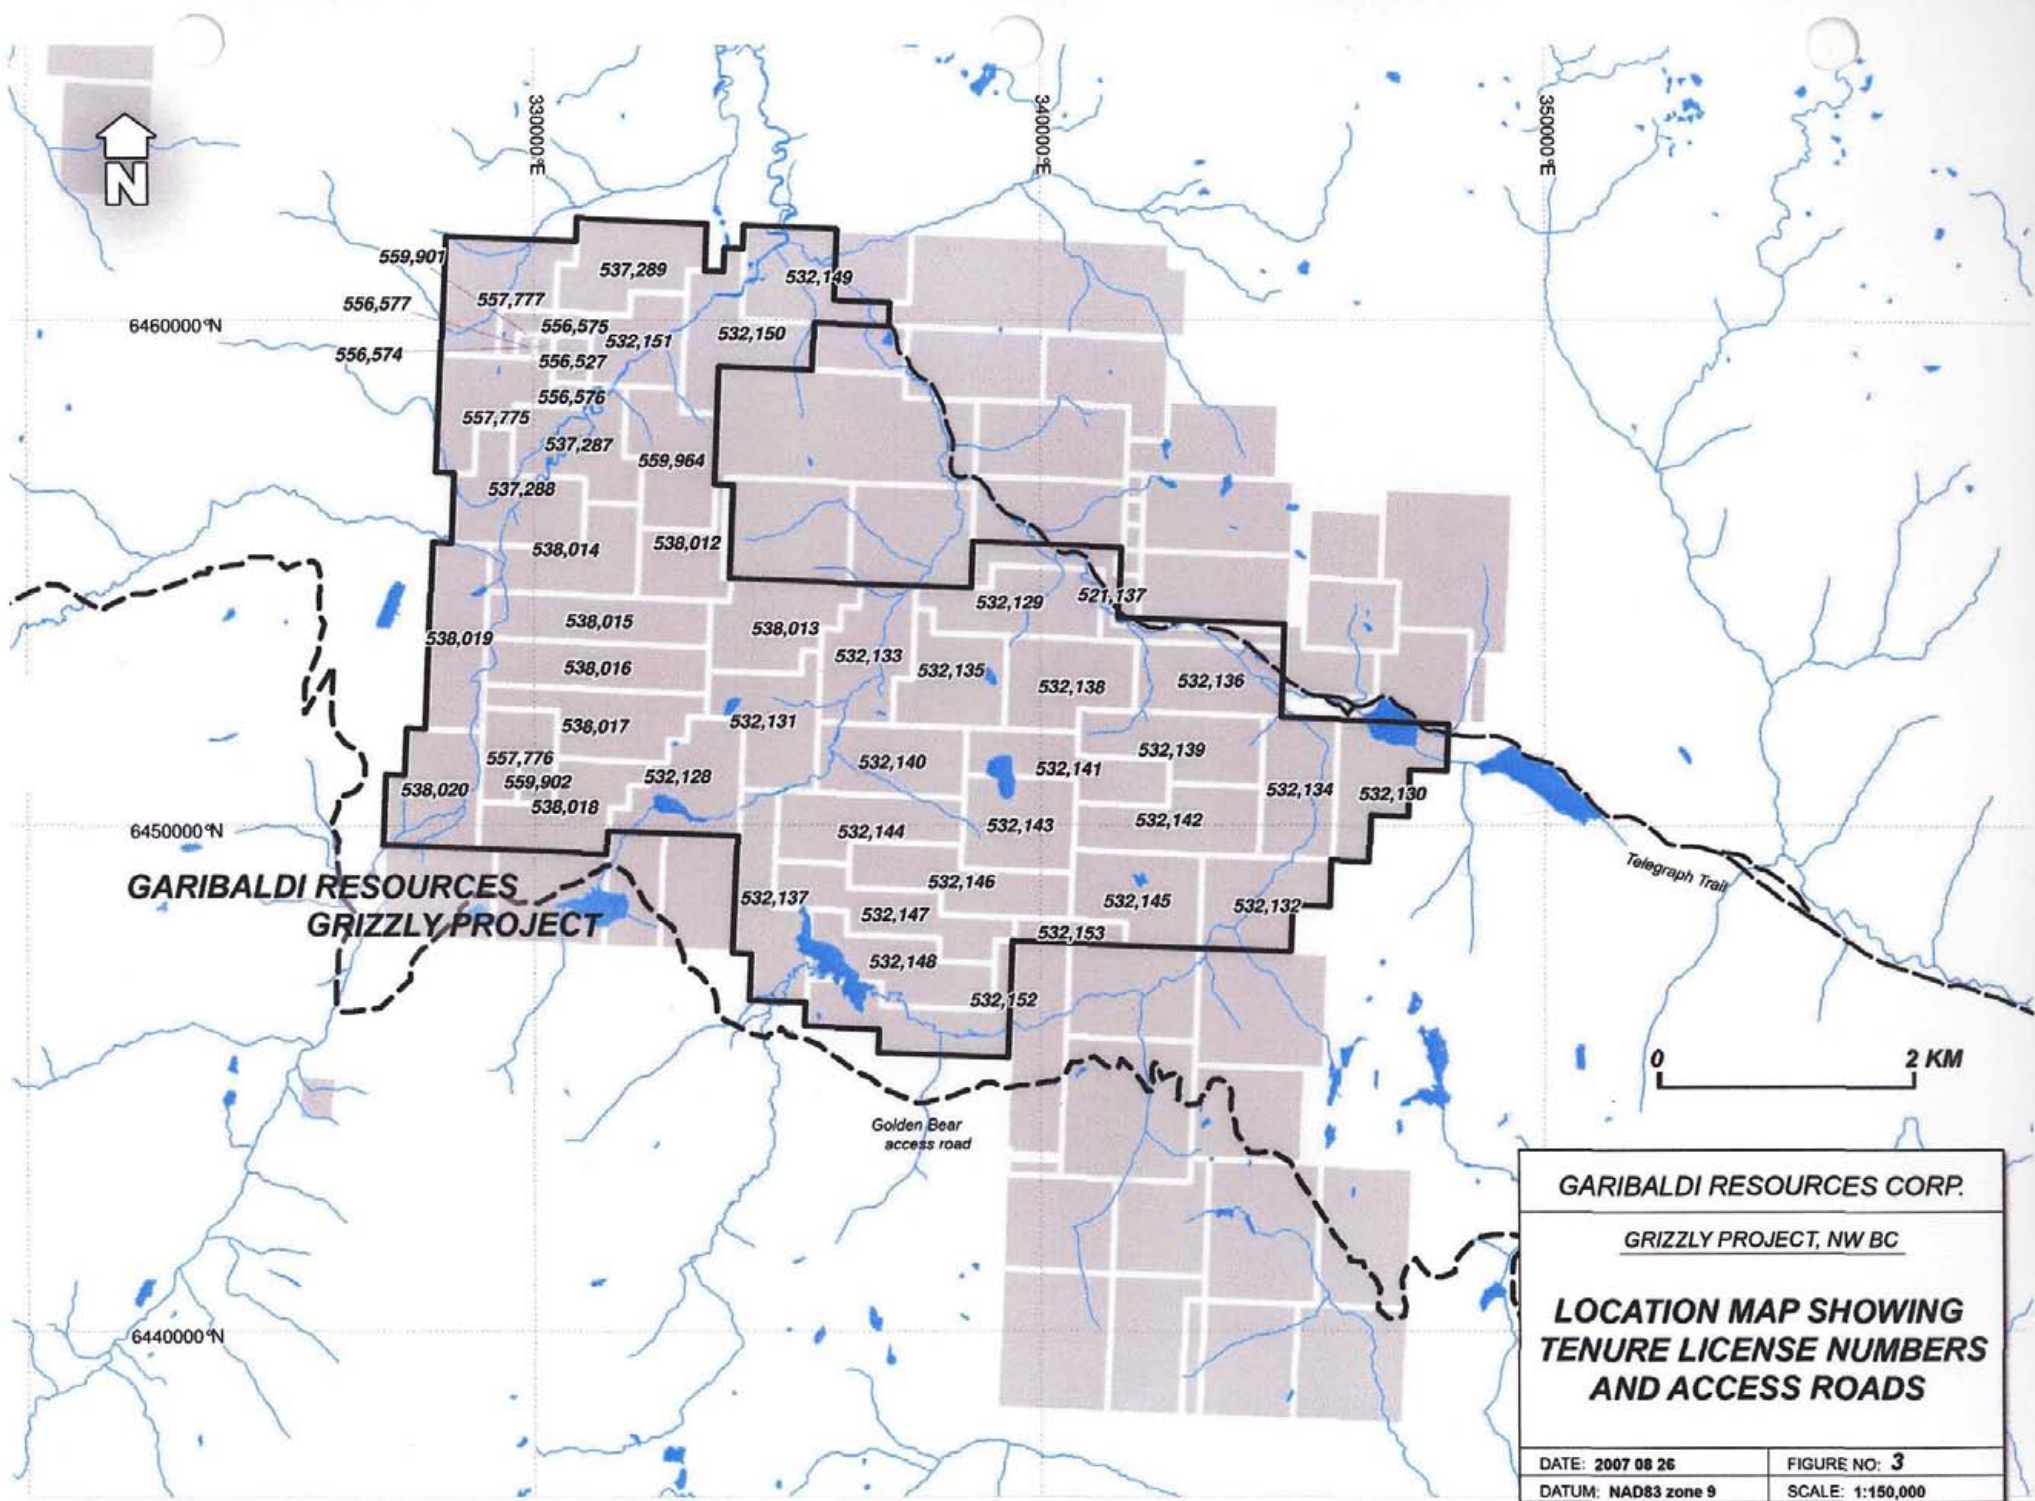 N
330000°E
340000°E
350000°E
559,901
537,289
532,149
557,777
556,577
6460000°N
556,575
532,150
532,151
556,574
556,527
556,576
557,775
537,287
559,964
537,288
538,012
538,014
532,129
521,137
538,015
538,013
538,019
532,133
538,016
532,135
532,138
532,136
538,017
532,131
532,139
557,776
532,140
532,141
532,128
559,902
538,020
532,134
532,130
538,018
6450000°N
532,144
532,143
532,142
Telegraph Trail
GARIBALDI RESOURCES
GRIZZLY PROJECT
532,146
532,137
532,145
532,132
532,147
532,153
532,148
532,152
0 2 KM
Golden Bear
access road
6440000°N
GARIBALDI RESOURCES CORP.
GRIZZLY PROJECT, NW BC
LOCATION MAP SHOWING
TENURE LICENSE NUMBERS
AND ACCESS ROADS
DATE: 2007 08 26
FIGURE NO: 3
DATUM: NAD83 zone 9
SCALE: 1:150,000